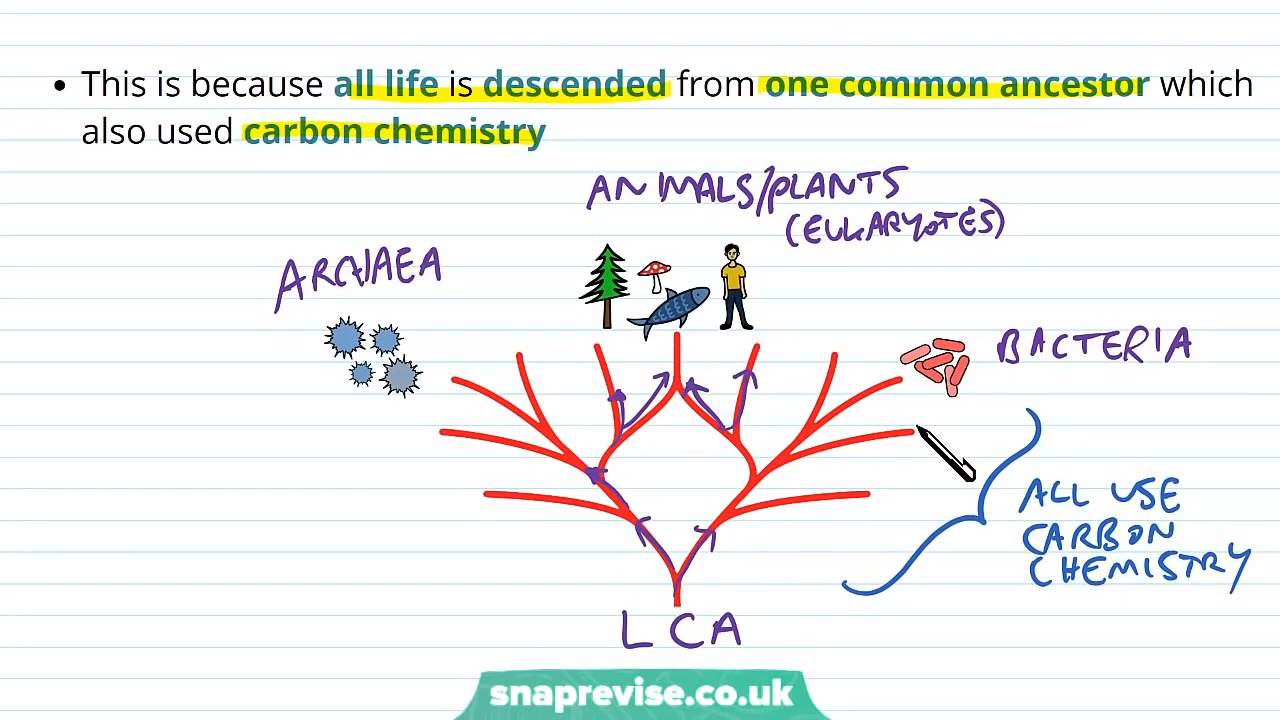 • This is because all life is descended from one common ancestor which
also used carbon chemistry
ANIMALS/PLANTS
(EUKARYOTES)
ARCHAEA
BACTERIA
ALL USE
CARBON
CHEMISTRY
LCA
snaprevise.co.uk